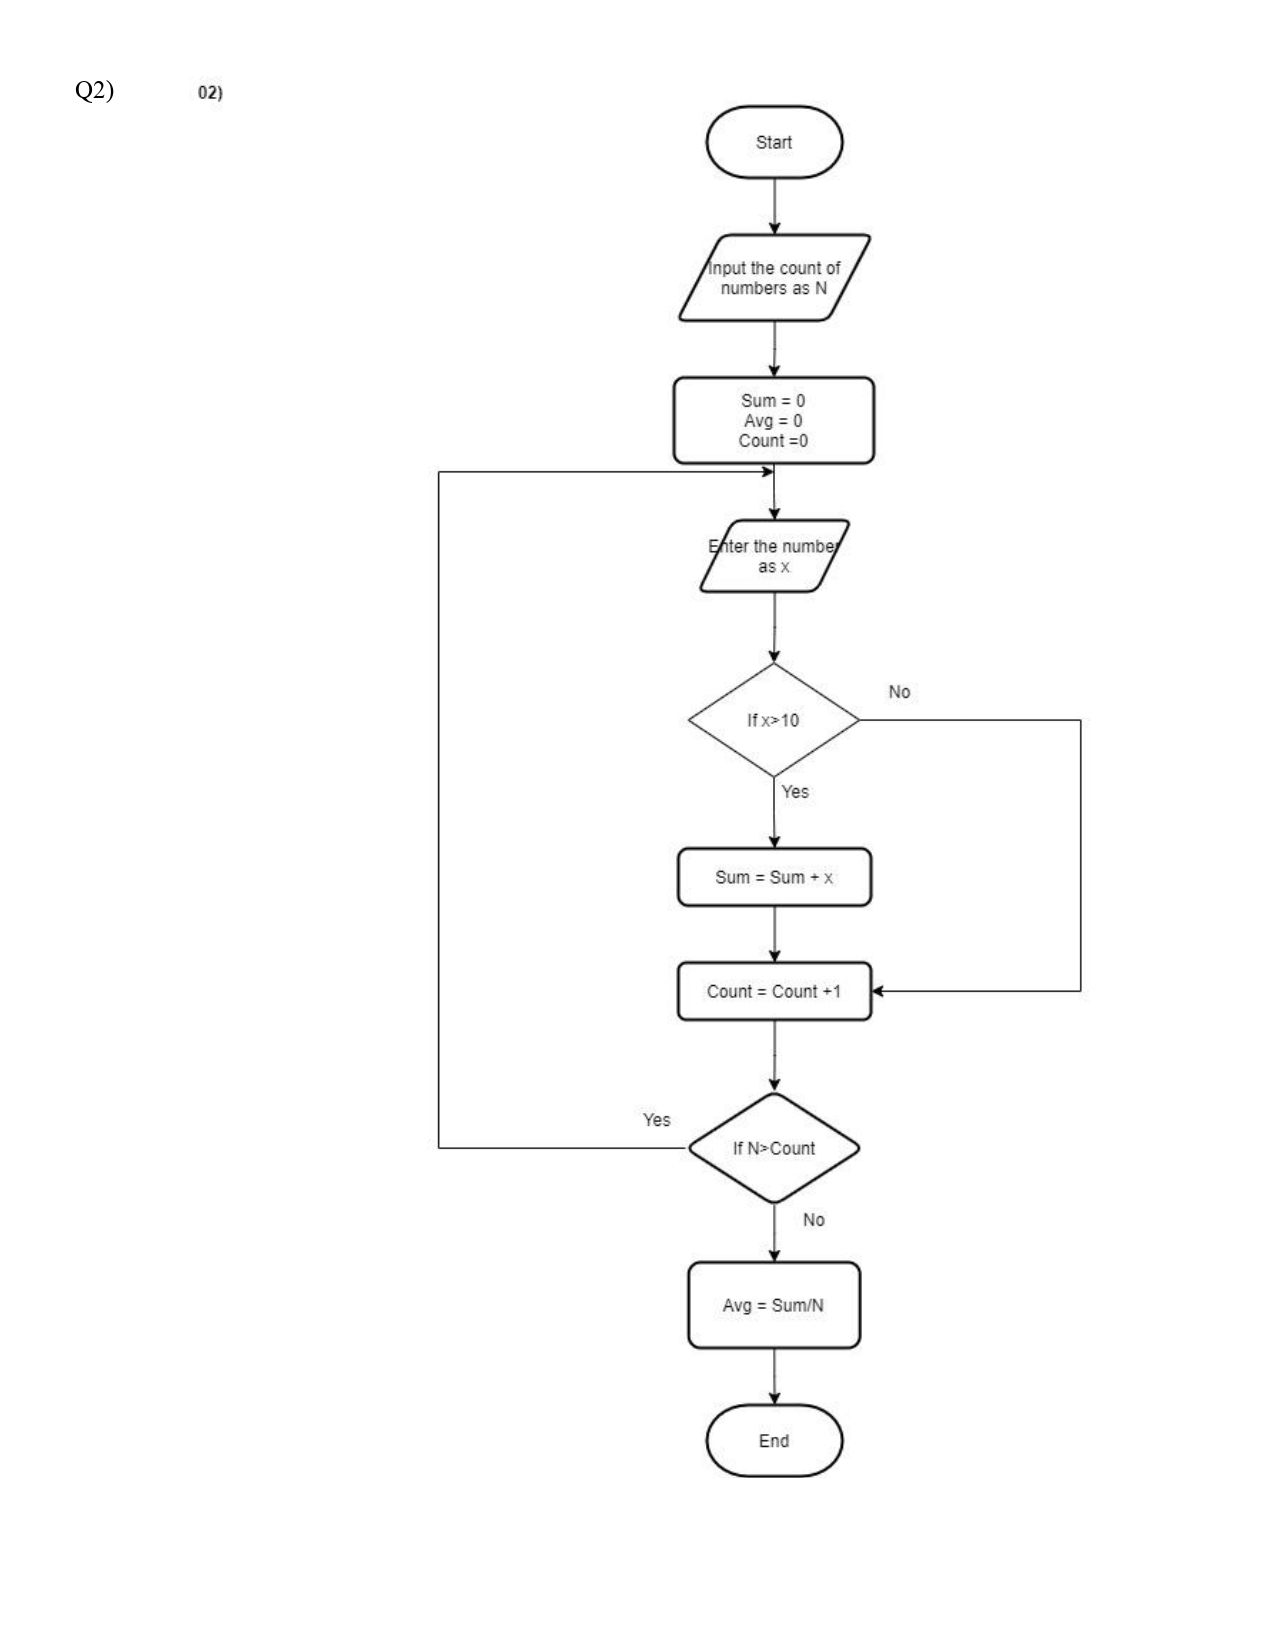 Q2)
02)
Start
Input the count of
numbers as N
Sum = 0
Avg = 0
Count =0
Enter the number
as x
No
If x>10
Yes
Sum = Sum + x
Count = Count +1
Yes
If N>Count
No
Avg = Sum/N
End